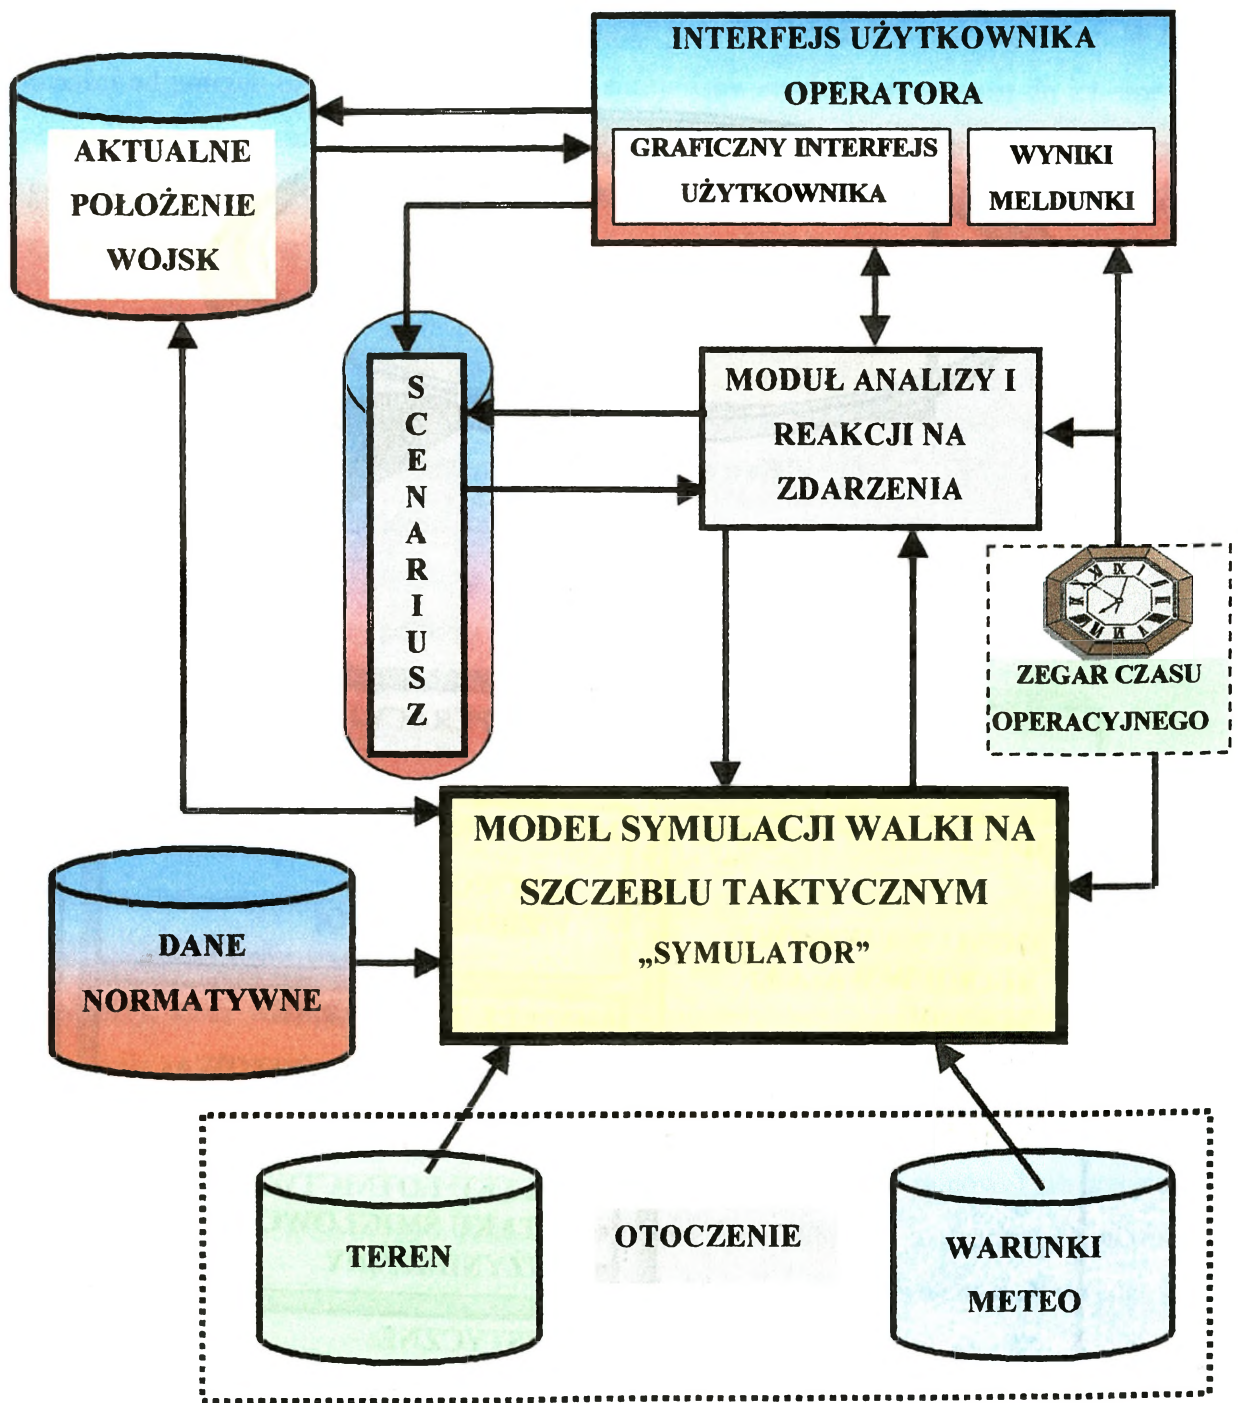 INTERFEJS UŻYTKOWNIKA
OPERATORA
GRAFICZNY INTERFEJS
UŻYTKOWNIKA
WYNIKI
MELDUNKI
AKTUALNE
POŁOŻENIE
WOJSK
SCENARIUSZ
MODUŁ ANALIZY I
REAKCJI NA
ZDARZENIA
ZEGAR CZASU
OPERACYJNEGO
MODEL SYMULACJI WALKI NA
SZCZEBLU TAKTYCZNYM
„SYMULATOR”
DANE
NORMATYWNE
TEREN
OTOCZENIE
WARUNKI
METEO